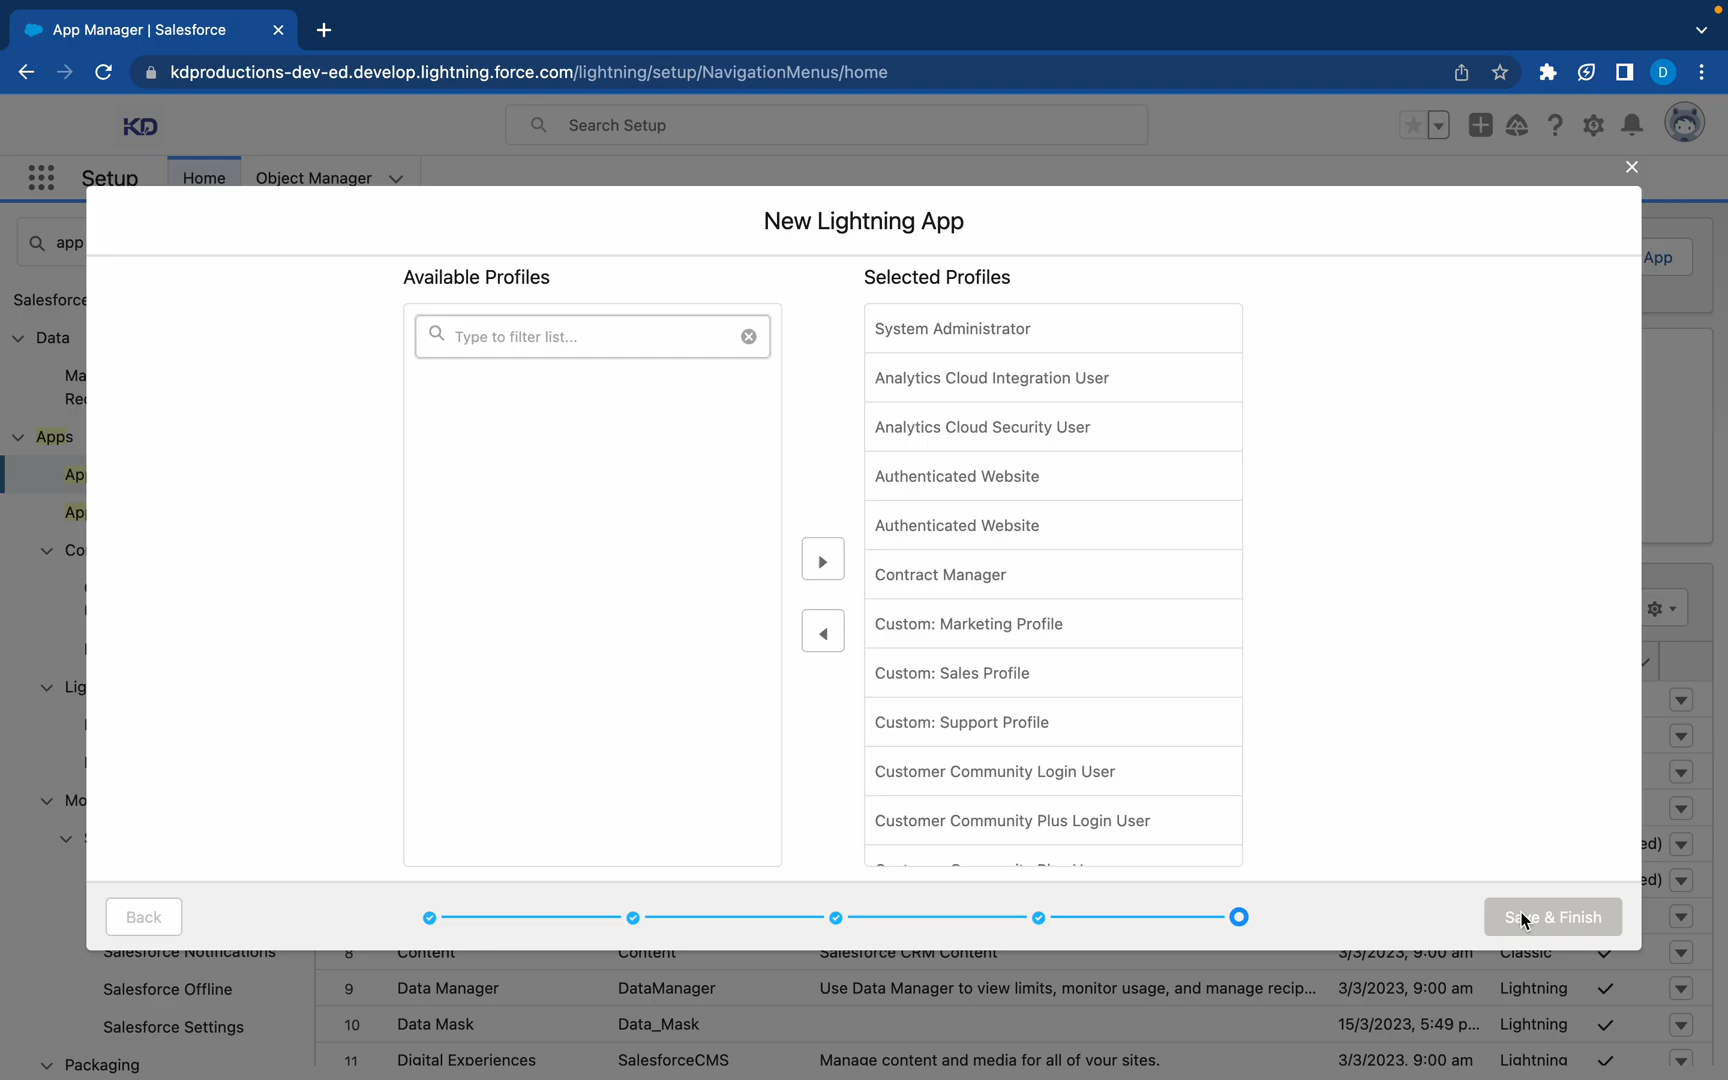 App Manager | Salesforce
kdproductions-dev-ed.develop.lightning.force.com/lightning/setup/NavigationMenus/home
D
KD
Search Setup
Setup
Home
Object Manager
New Lightning App
app
App
Available Profiles
Selected Profiles
Salesforce
Type to filter list...
System Administrator
Data
Analytics Cloud Integration User
Analytics Cloud Security User
Apps
Authenticated Website
Authenticated Website
Contract Manager
Custom: Marketing Profile
Custom: Sales Profile
Custom: Support Profile
Customer Community Login User
Customer Community Plus Login User
Back
Save & Finish
Salesforce Notifications
8 Content Content Salesforce CRM Content 3/3/2023, 9:00 am Classic
Salesforce Offline
9 Data Manager DataManager Use Data Manager to view limits, monitor usage, and manage recip... 3/3/2023, 9:00 am Lightning
Salesforce Settings
10 Data Mask Data_Mask 15/3/2023, 5:49 p... Lightning
Packaging
11 Digital Experiences SalesforceCMS Manage content and media for all of your sites. 3/3/2023, 9:00 am Lightning